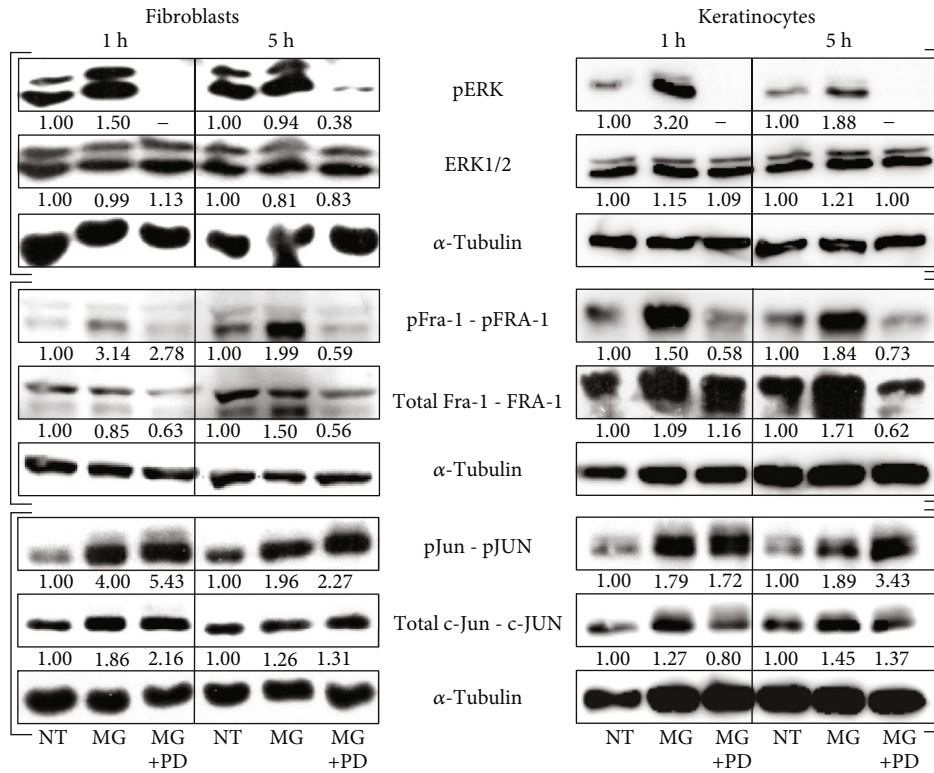 Fibroblasts Keratinocytes
1 h 5 h 1 h 5 h
pERK
1.00 1.50 – 1.00 0.94 0.38 1.00 3.20 – 1.00 1.88 –
ERK1/2
1.00 0.99 1.13 1.00 0.81 0.83 1.00 1.15 1.09 1.00 1.21 1.00
α-Tubulin
pFra-1 - pFRA-1
1.00 3.14 2.78 1.00 1.99 0.59 1.00 1.50 0.58 1.00 1.84 0.73
Total Fra-1 - FRA-1
1.00 0.85 0.63 1.00 1.50 0.56 1.00 1.09 1.16 1.00 1.71 0.62
α-Tubulin
pJun - pJUN
1.00 4.00 5.43 1.00 1.96 2.27 1.00 1.79 1.72 1.00 1.89 3.43
Total c-Jun - c-JUN
1.00 1.86 2.16 1.00 1.26 1.31 1.00 1.27 0.80 1.00 1.45 1.37
α-Tubulin
NT MG MG NT MG MG NT MG MG NT MG MG
+PD +PD +PD +PD